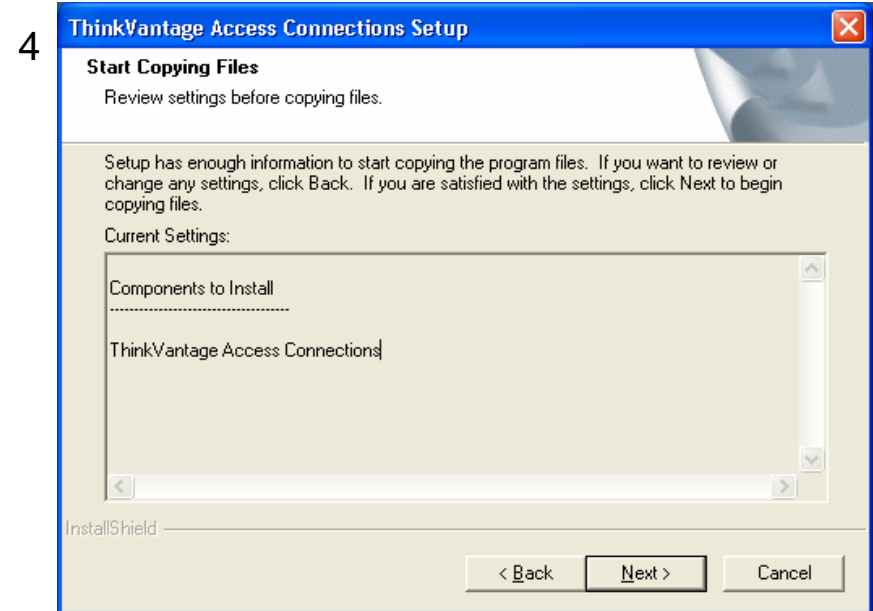 4
ThinkVantage Access Connections Setup
Start Copying Files
Review settings before copying files.
Setup has enough information to start copying the program files.  If you want to review or
change any settings, click Back.  If you are satisfied with the settings, click Next to begin
copying files.
Current Settings:
Components to Install
-------------------------------------
ThinkVantage Access Connections
InstallShield
< Back
Next >
Cancel